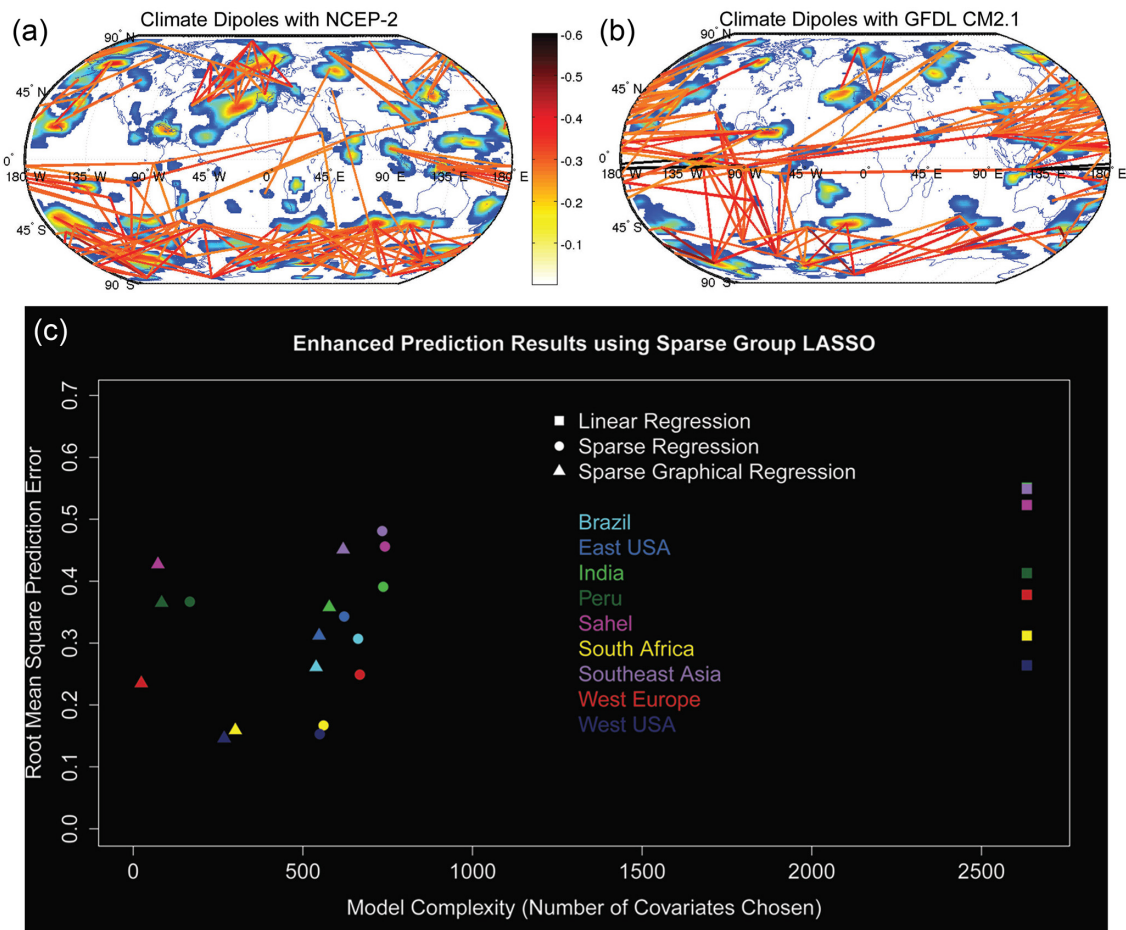 (a)
Climate Dipoles with NCEP-2
90° N
45° N
0°
180° W
135° W
90° W
45° W
0°
45° E
90° E
135° E
180° E
45° S
90° S
-0.6
-0.5
-0.4
-0.3
-0.2
-0.1
(b)
Climate Dipoles with GFDL CM2.1
90° N
45° N
0°
180° W
135° W
90° W
45° W
0°
45° E
90° E
135° E
180° E
45° S
90° S
(c)
Enhanced Prediction Results using Sparse Group LASSO
Root Mean Square Prediction Error
0.7
0.6
0.5
0.4
0.3
0.2
0.1
0.0
Linear Regression
Sparse Regression
Sparse Graphical Regression
Brazil
East USA
India
Peru
Sahel
South Africa
Southeast Asia
West Europe
West USA
0
500
1000
1500
2000
2500
Model Complexity (Number of Covariates Chosen)